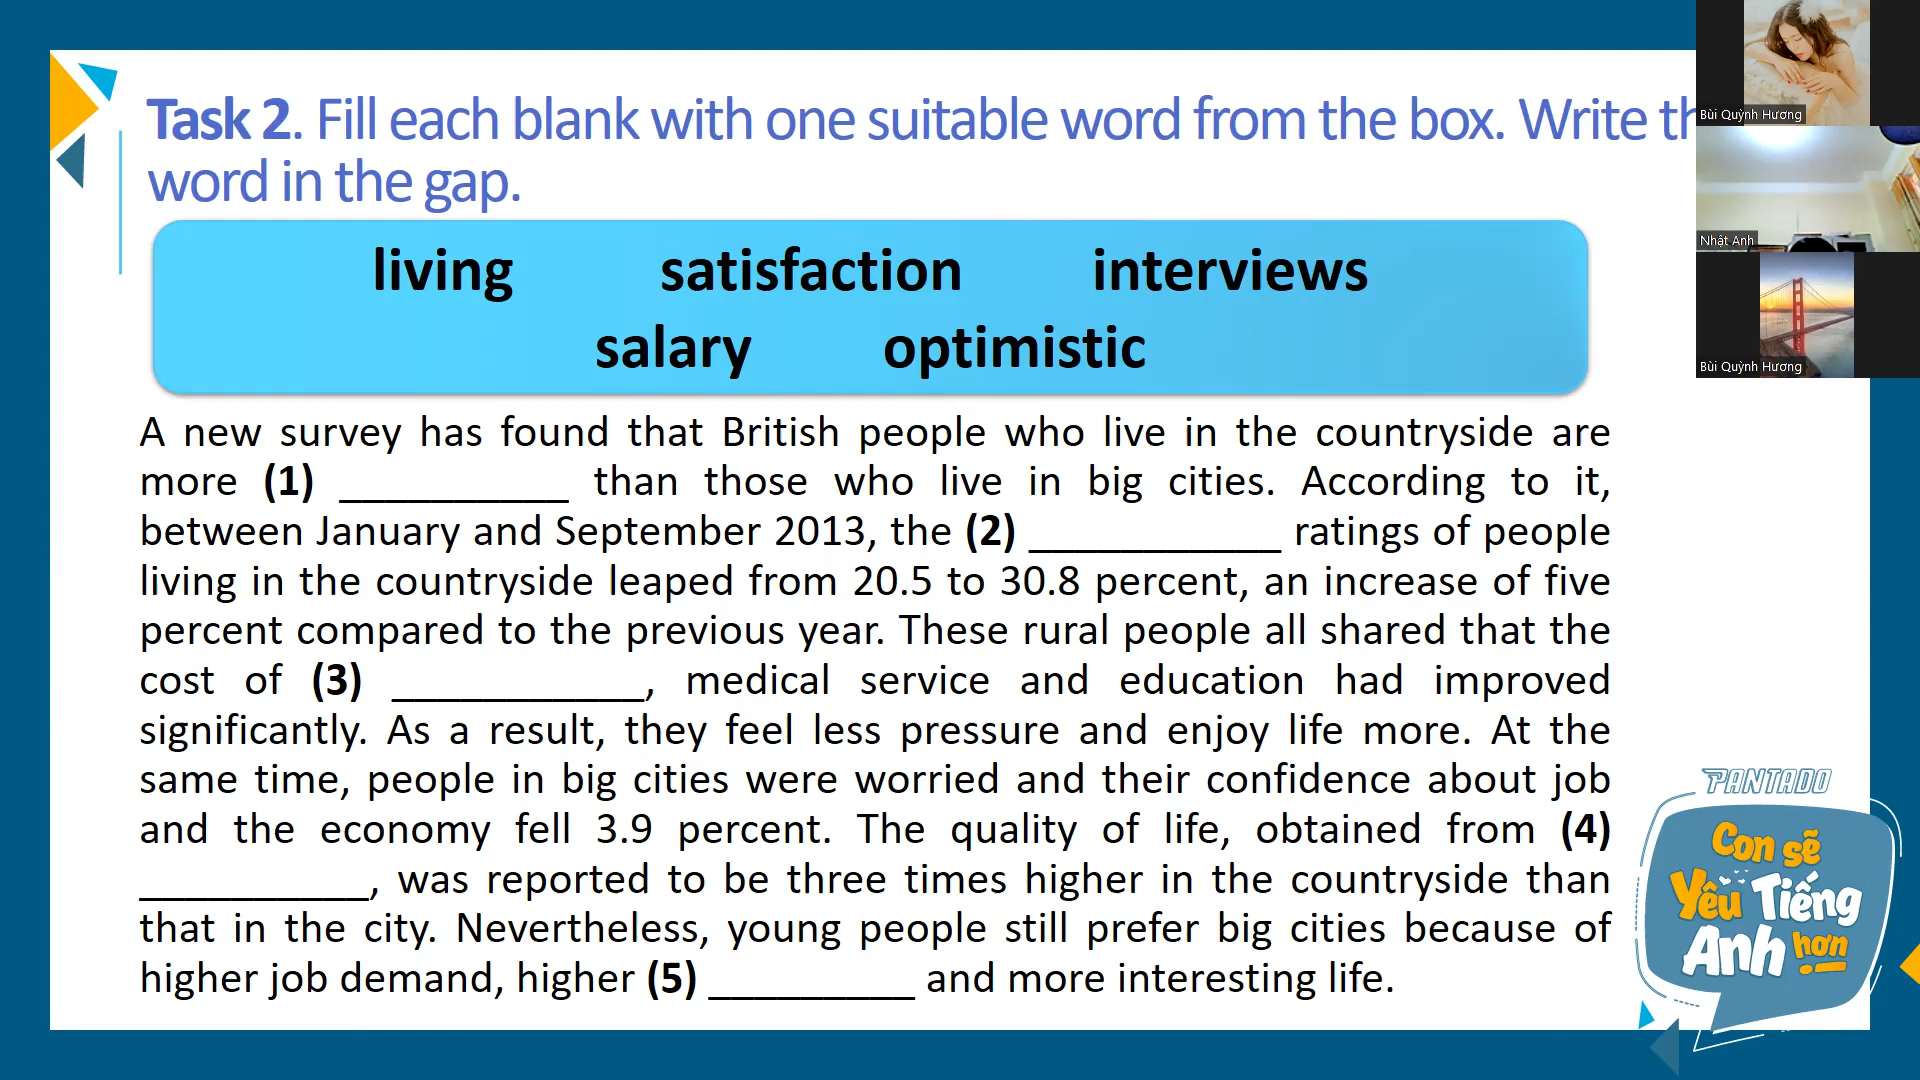 Task 2. Fill each blank with one suitable word from the box. Write th
word in the gap.
living satisfaction interviews
salary optimistic
A new survey has found that British people who live in the countryside are
more (1) __________ than those who live in big cities. According to it,
between January and September 2013, the (2) ___________ ratings of people
living in the countryside leaped from 20.5 to 30.8 percent, an increase of five
percent compared to the previous year. These rural people all shared that the
cost of (3) ___________, medical service and education had improved
significantly. As a result, they feel less pressure and enjoy life more. At the
same time, people in big cities were worried and their confidence about job
and the economy fell 3.9 percent. The quality of life, obtained from (4)
__________, was reported to be three times higher in the countryside than
that in the city. Nevertheless, young people still prefer big cities because of
higher job demand, higher (5) _________ and more interesting life.
Bùi Quỳnh Hương
Nhật Anh
Bùi Quỳnh Hương
PANTADO
Con sẽ
Yêu Tiếng
Anh hơn